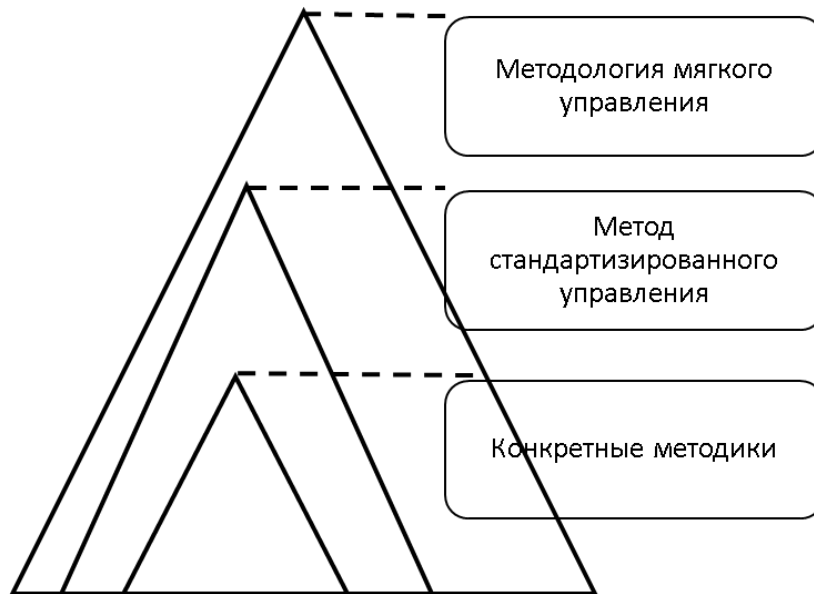 Методология мягкого
управления
Метод
стандартизированного
управления
Конкретные методики